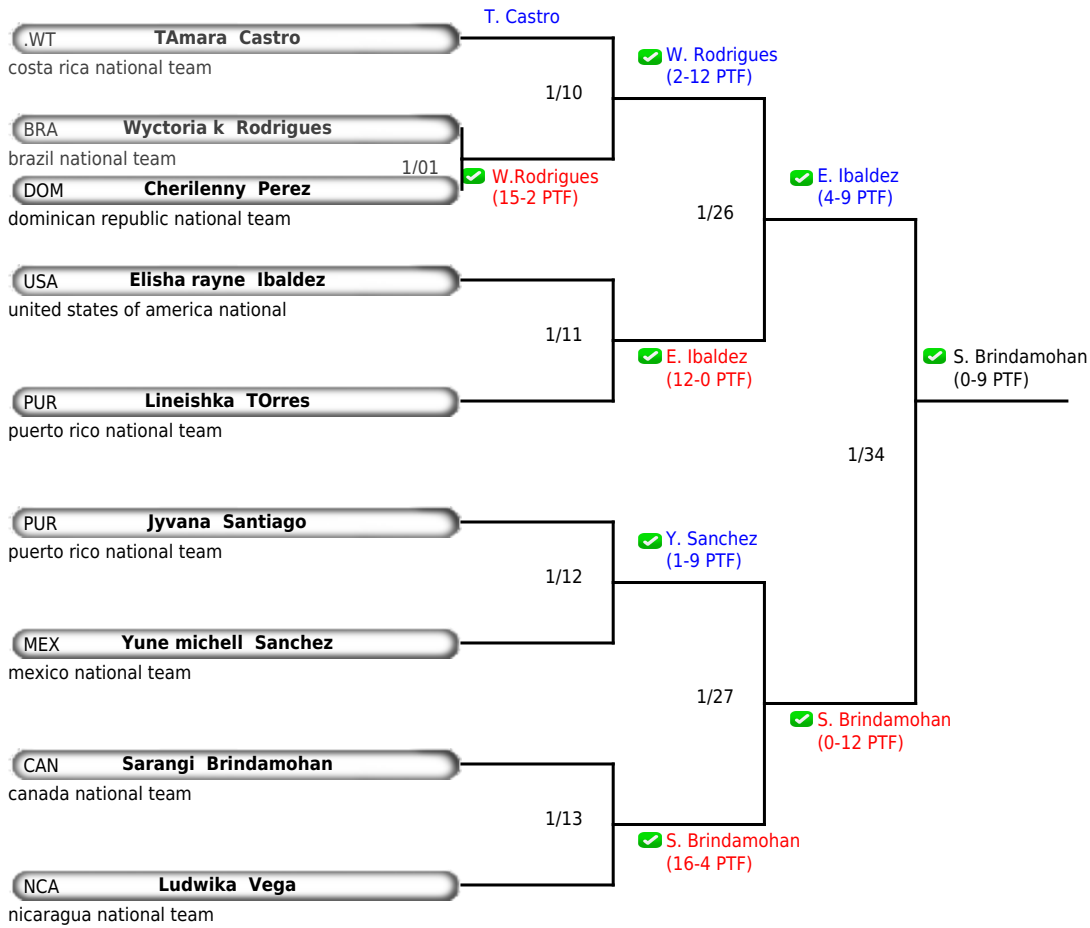 T. Castro
.WT TAmara Castro
costa rica national team
W. Rodrigues
(2-12 PTF)
1/10
BRA Wyctoria k Rodrigues
brazil national team
1/01
W.Rodrigues
(15-2 PTF)
DOM Cherilenny Perez
dominican republic national team
E. Ibaldez
(4-9 PTF)
1/26
USA Elisha rayne Ibaldez
united states of america national
1/11
E. Ibaldez
(12-0 PTF)
S. Brindamohan
(0-9 PTF)
PUR Lineishka TOrres
puerto rico national team
1/34
PUR Jyvana Santiago
puerto rico national team
Y. Sanchez
(1-9 PTF)
1/12
MEX Yune michell Sanchez
mexico national team
1/27
S. Brindamohan
(0-12 PTF)
CAN Sarangi Brindamohan
canada national team
1/13
S. Brindamohan
(16-4 PTF)
NCA Ludwika Vega
nicaragua national team